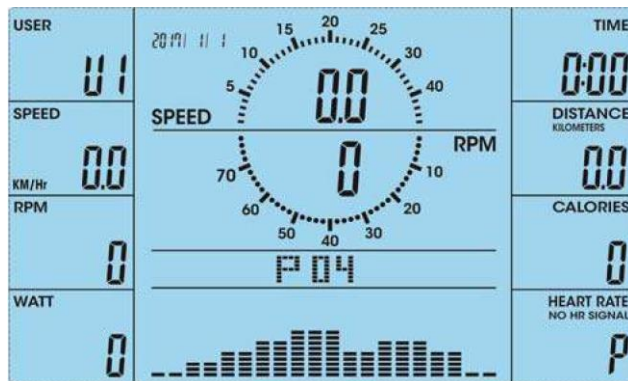 USER
U1
SPEED
KM/Hr 0.0
RPM
0
WATT
0
2017/ 1/ 1
5 10 15 20 25 30 40
SPEED 0.0
0 RPM
70 60 50 40 30 20 10
P04
TIME
0:00
DISTANCE
KILOMETERS
0.0
CALORIES
0
HEART RATE
NO HR SIGNAL
P